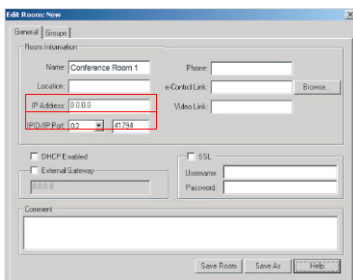 Edit Room: New
General Groups
Room Information
Name: Conference Room 1 Phone:
Location: e-Control Link: Browse...
IP Address: 0.0.0.0 Video Link:
IPID/IP Port: 02 41794
DHCP Enabled SSL
External Gateway Username:
0.0.0.0 Password:
Comment
Save Room Save As Help